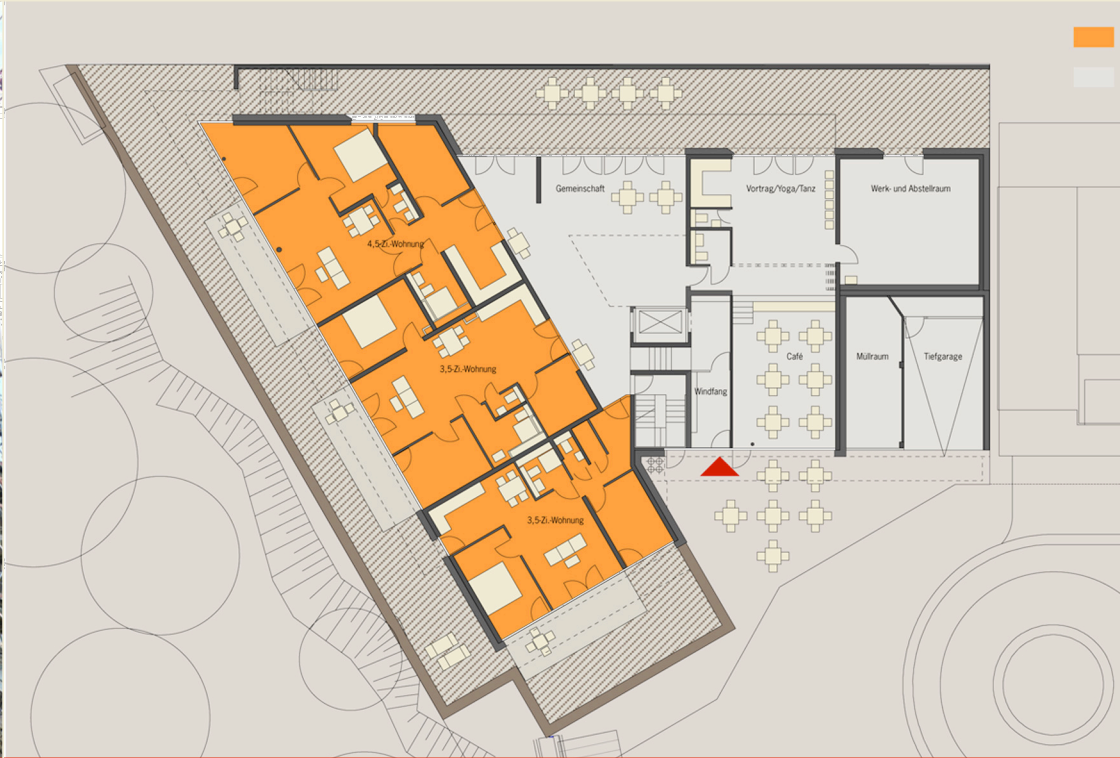 Gemeinschaft
Vortrag/Yoga/Tanz
Werk- und Abstellraum
4,5-Zi.-Wohnung
3,5-Zi.-Wohnung
Café
Müllraum
Tiefgarage
Windfang
3,5-Zi.-Wohnung